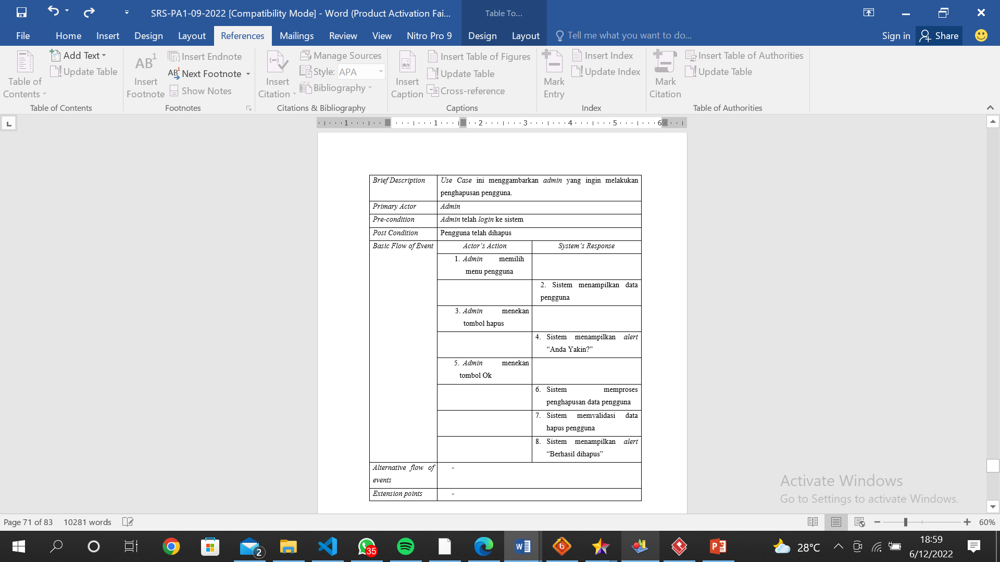 SRS-PA1-09-2022 [Compatibility Mode] - Word (Product Activation Fai...
Table To...
File Home Insert Design Layout References Mailings Review View Nitro Pro 9 Design Layout Tell me what you want to do... Sign in Share
Table of Contents
Add Text
Update Table
Table of Contents
AB1
Insert Footnote
Insert Endnote
AB1 Next Footnote
Show Notes
Footnotes
Insert Citation
Manage Sources
Style: APA
Bibliography
Citations & Bibliography
Insert Caption
Insert Table of Figures
Update Table
Cross-reference
Captions
Mark Entry
Insert Index
Update Index
Index
Mark Citation
Insert Table of Authorities
Update Table
Table of Authorities
L
1 1 2 3 4 5 6
Brief Description
Use Case ini menggambarkan admin yang ingin melakukan
penghapusan pengguna.
Primary Actor
Admin
Pre-condition
Admin telah login ke sistem
Post Condition
Pengguna telah dihapus
Basic Flow of Event
Actor’s Action
System’s Response
1. Admin memilih
menu pengguna
2. Sistem menampilkan data
pengguna
3. Admin menekan
tombol hapus
4. Sistem menampilkan alert
“Anda Yakin?”
5. Admin menekan
tombol Ok
6. Sistem memproses
penghapusan data pengguna
7. Sistem memvalidasi data
hapus pengguna
8. Sistem menampilkan alert
“Berhasil dihapus”
Alternative flow of
events
-
Extension points
-
Activate Windows
Go to Settings to activate Windows.
Page 71 of 83 10281 words
60%
2
35
28°C
18:59
6/12/2022